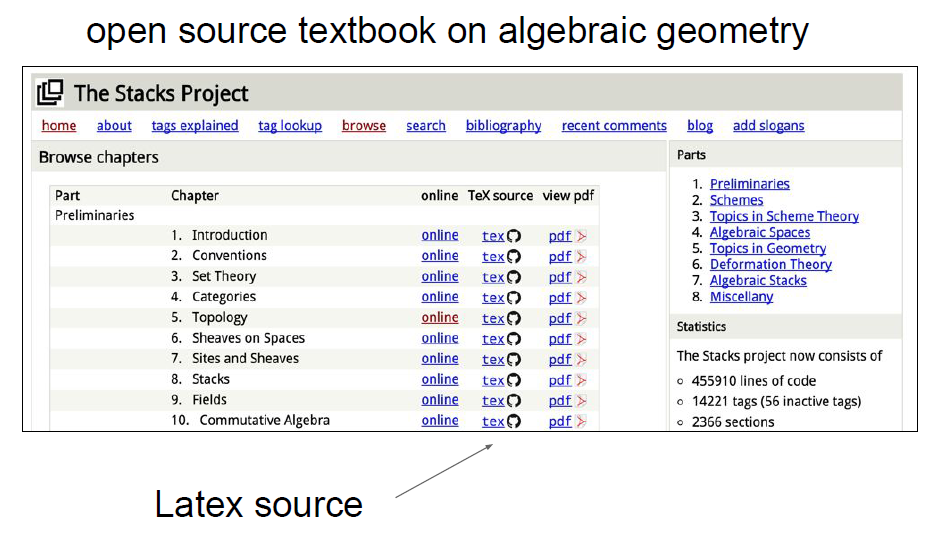 open source textbook on algebraic geometry
The Stacks Project
home about tags explained tag lookup browse search bibliography recent comments blog add slogans
Browse chapters
Part Chapter online TeX source view pdf
Preliminaries
1. Introduction online tex pdf
2. Conventions online tex pdf
3. Set Theory online tex pdf
4. Categories online tex pdf
5. Topology online tex pdf
6. Sheaves on Spaces online tex pdf
7. Sites and Sheaves online tex pdf
8. Stacks online tex pdf
9. Fields online tex pdf
10. Commutative Algebra online tex pdf
Parts
1. Preliminaries
2. Schemes
3. Topics in Scheme Theory
4. Algebraic Spaces
5. Topics in Geometry
6. Deformation Theory
7. Algebraic Stacks
8. Miscellany
Statistics
The Stacks project now consists of
455910 lines of code
14221 tags (56 inactive tags)
2366 sections
Latex source